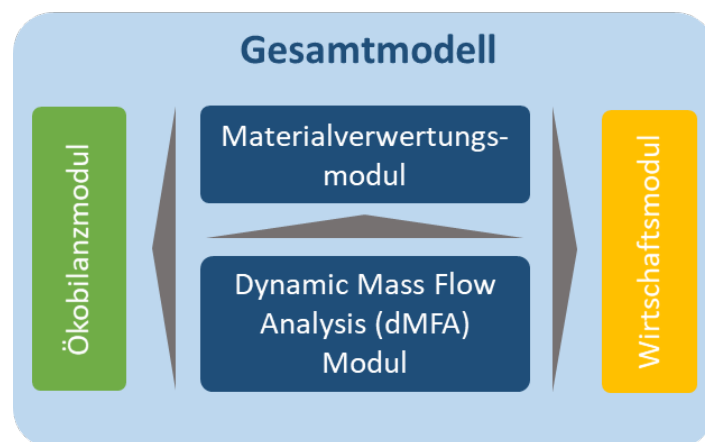 Gesamtmodell
Ökobilanzmodul
Materialverwertungs-
modul
Dynamic Mass Flow
Analysis (dMFA)
Modul
Wirtschaftsmodul